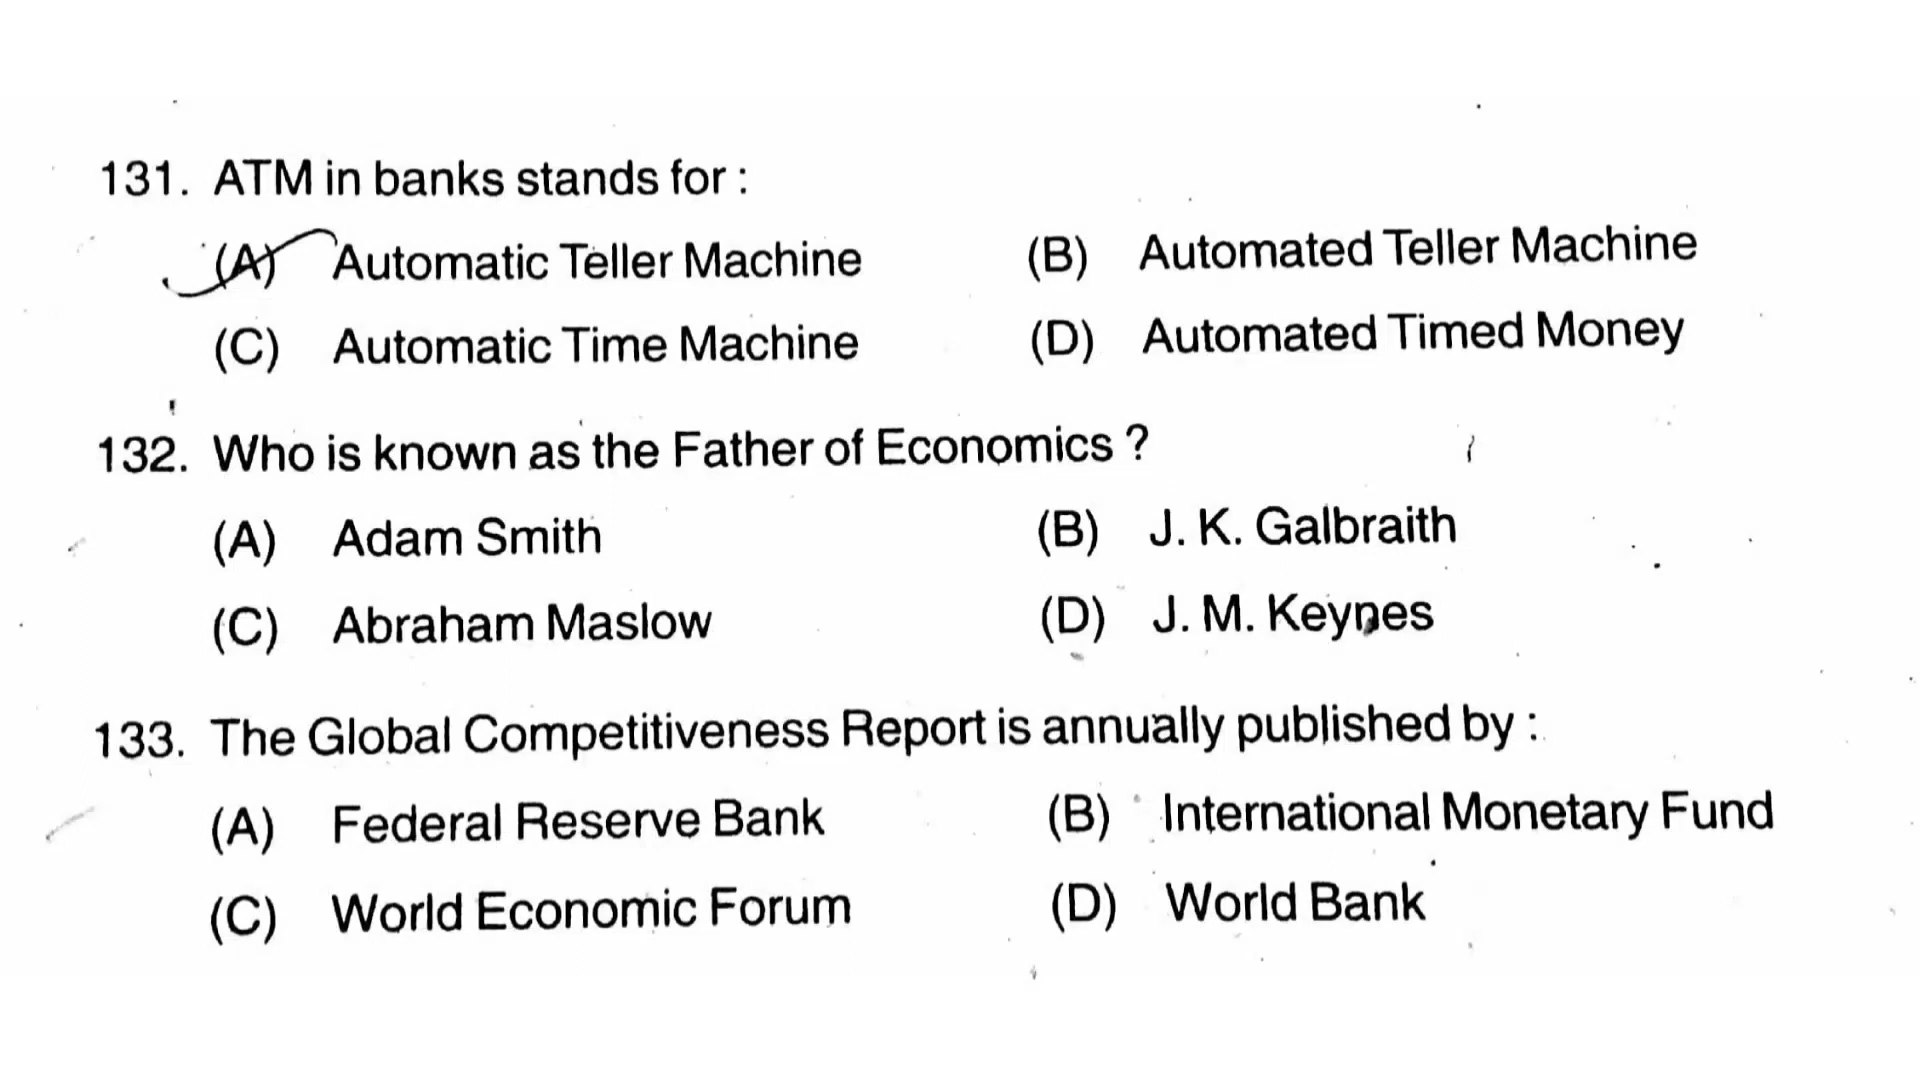 131. ATM in banks stands for :
(A) Automatic Teller Machine (B) Automated Teller Machine
(C) Automatic Time Machine (D) Automated Timed Money
132. Who is known as the Father of Economics ?
(A) Adam Smith (B) J. K. Galbraith
(C) Abraham Maslow (D) J. M. Keynes
133. The Global Competitiveness Report is annually published by :
(A) Federal Reserve Bank (B) International Monetary Fund
(C) World Economic Forum (D) World Bank